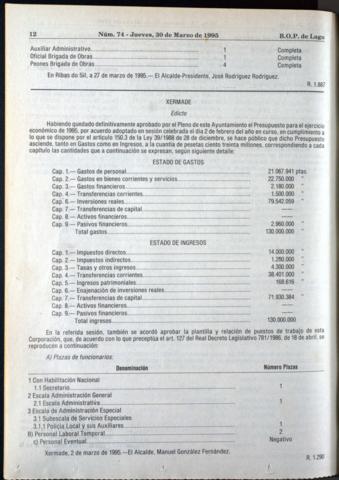 12 Núm. 74 - Jueves, 30 de Marzo de 1995 B.O.P. de Lugo
Auxiliar Administrativo 1 Completa
Oficial Brigada de Obras 1 Completa
Peones Brigada de Obras 4 Completa
En Ribas do Sil, a 27 de marzo de 1995.— El Alcalde-Presidente, José Rodríguez Rodríguez.
R. 1.887
XERMADE
Edicto
Habiendo quedado definitivamente aprobado por el Pleno de este Ayuntamiento el Presupuesto para el ejercicio
económico de 1995, por acuerdo adoptado en sesión celebrada el día 2 de febrero del año en curso, en cumplimiento a
lo que se dispone por el artículo 150.3 de la Ley 39/1988 de 28 de diciembre, se hace público que dicho Presupuesto
asciende, tanto en Gastos como en Ingresos, a la cuantía de pesetas ciento treinta millones, correspondiendo a cada
capítulo las cantidades que a continuación se expresan, según siguiente detalle:
ESTADO DE GASTOS
Cap. 1.— Gastos de personal 21.067.941 ptas
Cap. 2.— Gastos en bienes corrientes y servicios 22.750.000 "
Cap. 3.— Gastos financieros 2.180.000 "
Cap. 4.— Transferencias corrientes 1.500.000 "
Cap. 6.— Inversiones reales 79.542.059 "
Cap. 7 — Transferencias de capital ------
Cap. 8 — Activos financieros ------
Cap. 9 — Pasivos financieros 2.960.000 "
Total gastos 130.000.000 "
ESTADO DE INGRESOS
Cap. 1.— Impuestos directos 14.000.000 "
Cap. 2.— Impuestos indirectos 1.280.000 "
Cap. 3 — Tasas y otros ingresos 4.300.000 "
Cap. 4.— Transferencias corrientes 38.401.000 "
Cap. 5.— Ingresos patrimoniales 168.616 "
Cap. 6.— Enajenación de inversiones reales ------
Cap. 7.— Transferencias de capital 71.930.384 "
Cap. 8.— Activos financieros ------
Cap. 9.— Pasivos financieros ------
Total ingresos 130.000.000
En la referida sesión, también se acordó aprobar la plantilla y relación de puestos de trabajo de esta
Corporación, que, de acuerdo con lo que preceptúa el art. 127 del Real Decreto Legislativo 781/1986, de 18 de abril, se
reproducen a continuación:
A) Plazas de funcionarios:
Denominación Número Plazas
1 Con Habilitación Nacional
1.1 Secretario 1
2 Escala Administración General
2.1 Escala Administrativa 1
3 Escala de Administración Especial
3.1 Subescala de Servicios Especiales
3.1.1 Policía Local y sus Auxiliares 1
B) Personal Laboral Temporal 2
c) Personal Eventual Negativo
Xermade, 2 de marzo de 1995.—El Alcalde, Manuel González Fernández.
R. 1.290